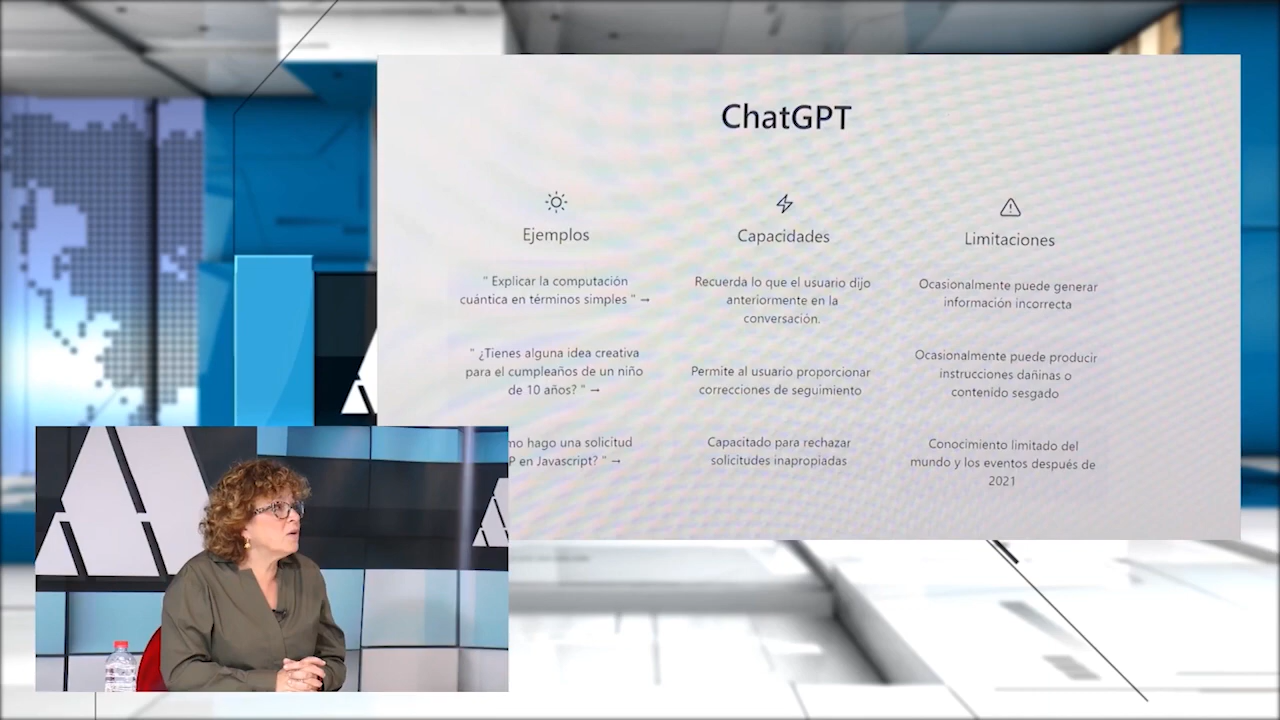 ChatGPT
Ejemplos
" Explicar la computación
cuántica en términos simples " →
" ¿Tienes alguna idea creativa
para el cumpleaños de un niño
de 10 años? " →
mo hago una solicitud
P en Javascript? " →
Capacidades
Recuerda lo que el usuario dijo
anteriormente en la
conversación.
Permite al usuario proporcionar
correcciones de seguimiento
Capacitado para rechazar
solicitudes inapropiadas
Limitaciones
Ocasionalmente puede generar
información incorrecta
Ocasionalmente puede producir
instrucciones dañinas o
contenido sesgado
Conocimiento limitado del
mundo y los eventos después de
2021